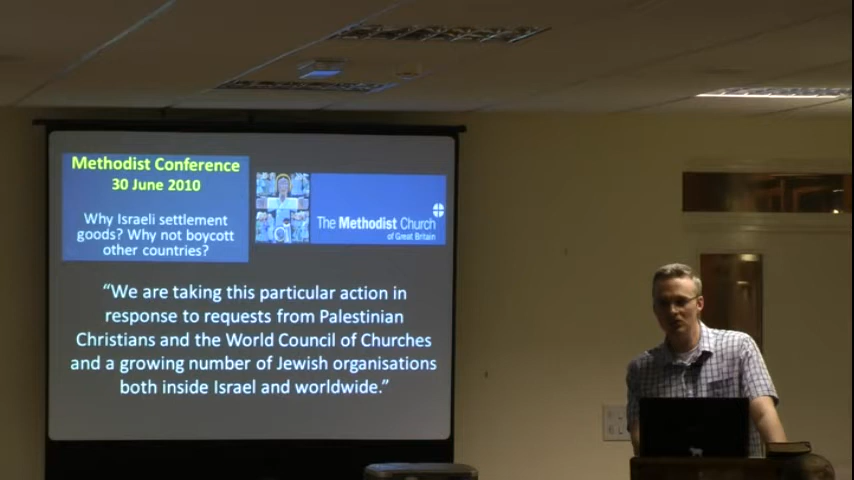 Methodist Conference
30 June 2010
Why Israeli settlement
goods? Why not boycott
other countries?
The Methodist Church
of Great Britain
“We are taking this particular action in
response to requests from Palestinian
Christians and the World Council of Churches
and a growing number of Jewish organisations
both inside Israel and worldwide.”